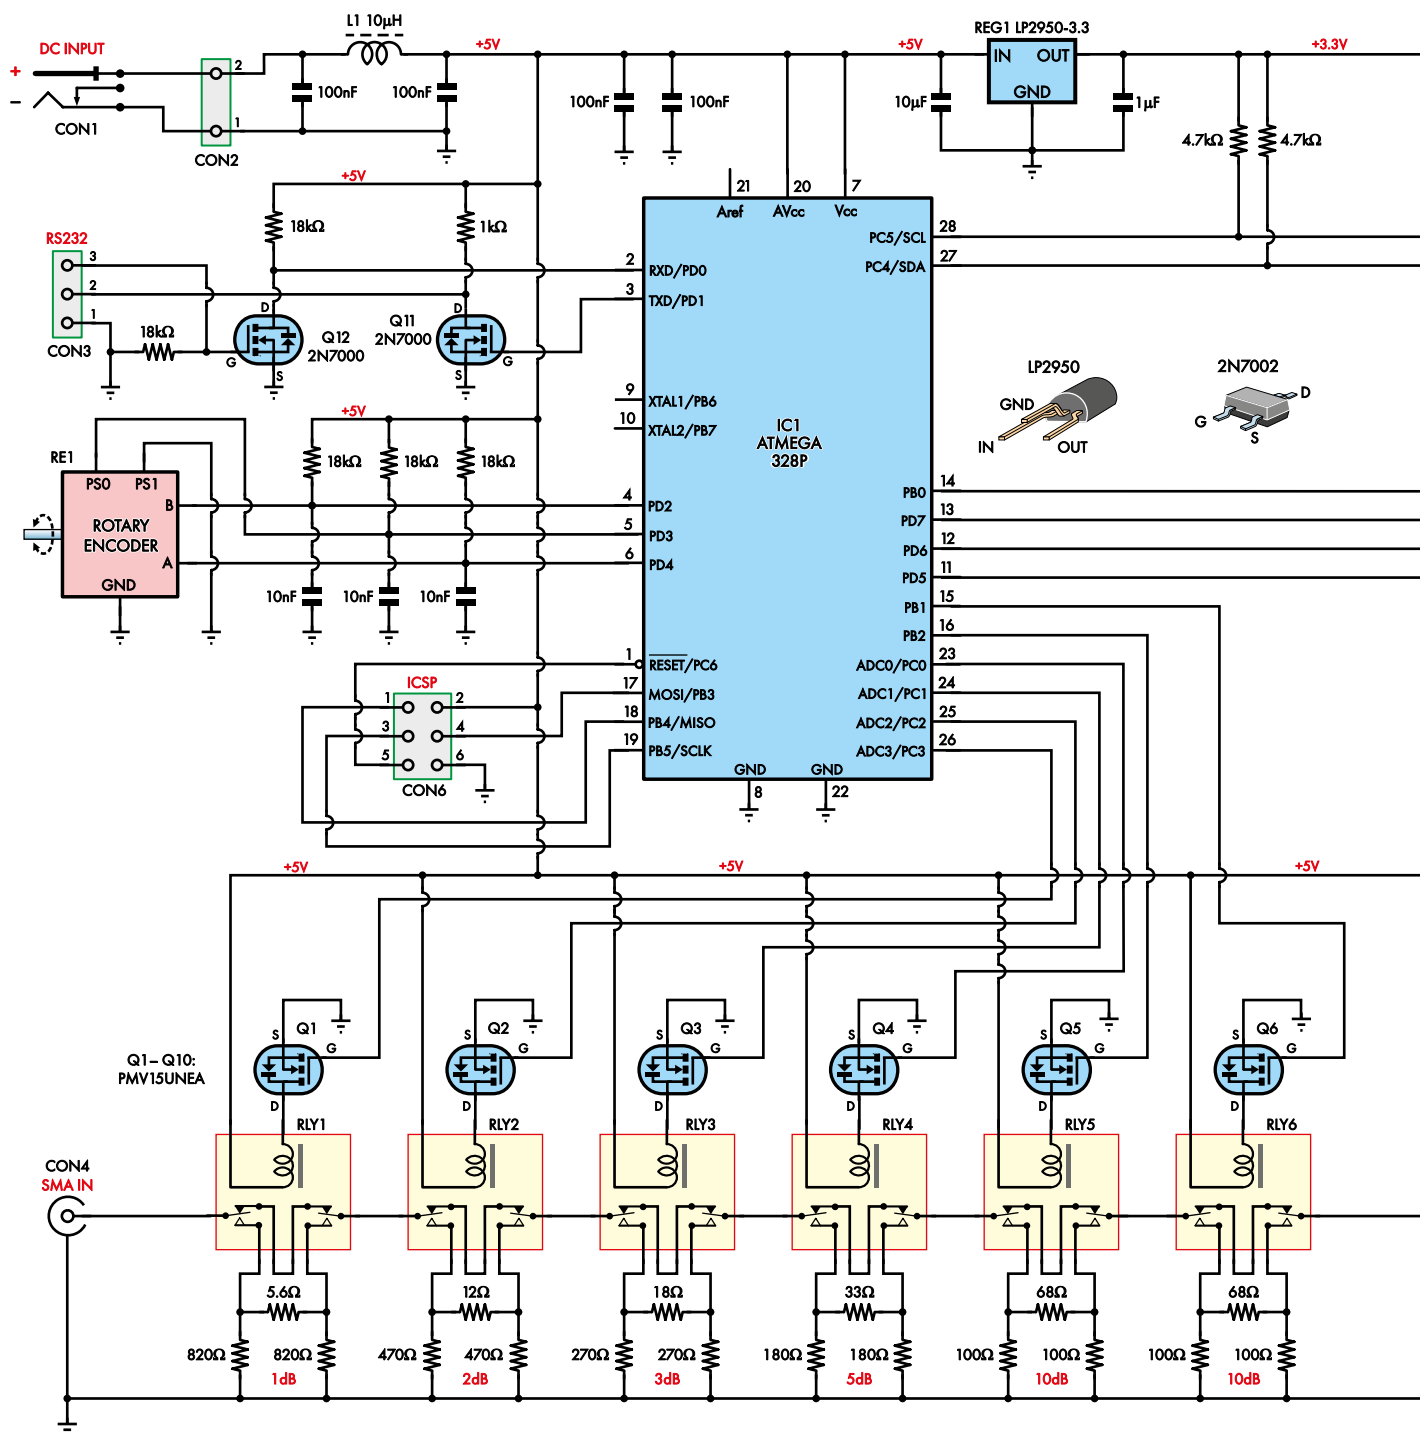 L1 10µH
DC INPUT
+5V
+5V
REG1 LP2950-3.3
+3.3V
IN
OUT
GND
+
–
2
1
CON1
CON2
100nF
100nF
100nF
100nF
10µF
1µF
4.7kΩ
4.7kΩ
+5V
21
20
7
Aref
AVcc
Vcc
18kΩ
1kΩ
RS232
3
2
1
CON3
18kΩ
D
G
S
Q12
2N7000
Q11
2N7000
D
G
S
2
RXD/PD0
3
TXD/PD1
PC5/SCL
28
PC4/SDA
27
9
XTAL1/PB6
10
XTAL2/PB7
IC1
ATMEGA
328P
LP2950
GND
IN
OUT
2N7002
G
D
S
+5V
RE1
PS0
PS1
B
ROTARY
ENCODER
A
GND
18kΩ
18kΩ
18kΩ
10nF
10nF
10nF
4
PD2
5
PD3
6
PD4
PB0
14
PD7
13
PD6
12
PD5
11
PB1
15
PB2
16
ADC0/PC0
23
ADC1/PC1
24
ADC2/PC2
25
ADC3/PC3
26
1
RESET/PC6
17
MOSI/PB3
18
PB4/MISO
19
PB5/SCLK
ICSP
1
2
3
4
5
6
CON6
GND
GND
8
22
+5V
+5V
+5V
Q1–Q10:
PMV15UNEA
S
Q1
G
D
S
Q2
G
D
S
Q3
G
D
S
Q4
G
D
S
Q5
G
D
S
Q6
G
D
RLY1
RLY2
RLY3
RLY4
RLY5
RLY6
CON4
SMA IN
5.6Ω
12Ω
18Ω
33Ω
68Ω
68Ω
820Ω
820Ω
470Ω
470Ω
270Ω
270Ω
180Ω
180Ω
100Ω
100Ω
100Ω
100Ω
1dB
2dB
3dB
5dB
10dB
10dB